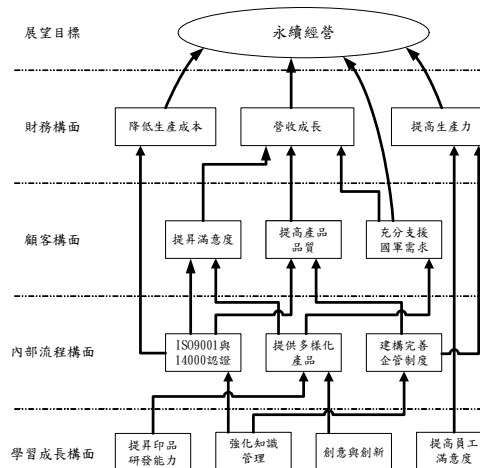 展望目標
永續經營
財務構面
降低生產成本
營收成長
提高生產力
顧客構面
提昇滿意度
提高產品
品質
充分支援
國軍需求
內部流程構面
ISO9001與
14000認證
提供多樣化
產品
建構完善
企管制度
學習成長構面
提昇印品
研發能力
強化知識
管理
創意與創新
提高員工
滿意度